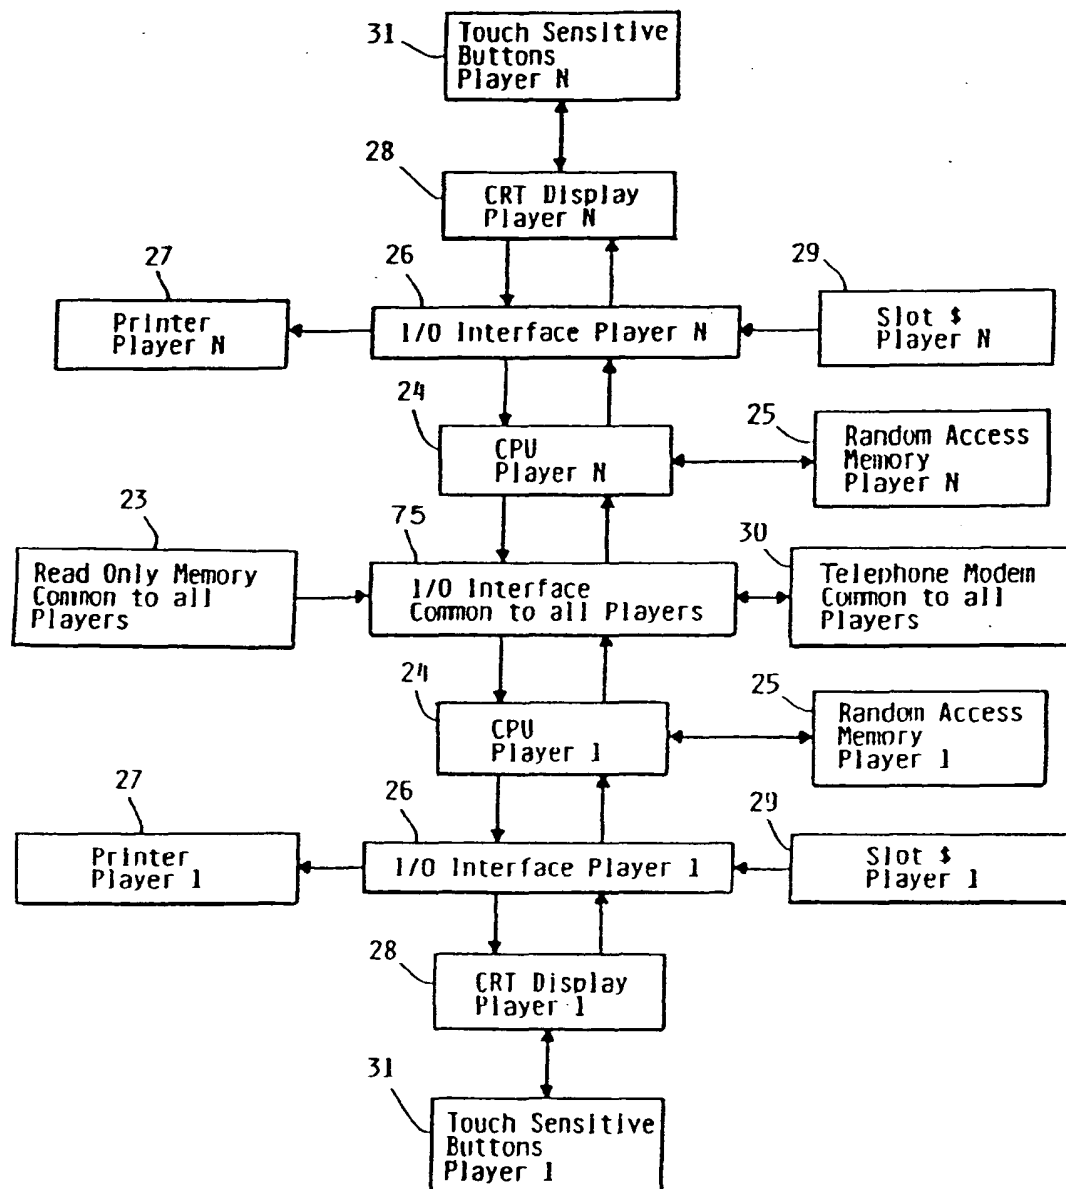 31
Touch Sensitive
Buttons
Player N
28
CRT Display
Player N
27
26
29
Printer
Player N
I/O Interface Player N
Slot $
Player N
24
CPU
Player N
25
Random Access
Memory
Player N
23
75
30
Read Only Memory
Common to all
Players
I/O Interface
Common to all Players
Telephone Modem
Common to all
Players
24
CPU
Player 1
25
Random Access
Memory
Player 1
27
26
29
Printer
Player 1
I/O Interface Player 1
Slot $
Player 1
28
CRT Display
Player 1
31
Touch Sensitive
Buttons
Player 1